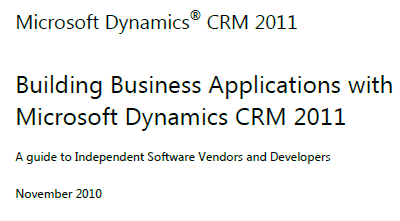 Microsoft Dynamics® CRM 2011
Building Business Applications with
Microsoft Dynamics CRM 2011
A guide to Independent Software Vendors and Developers
November 2010